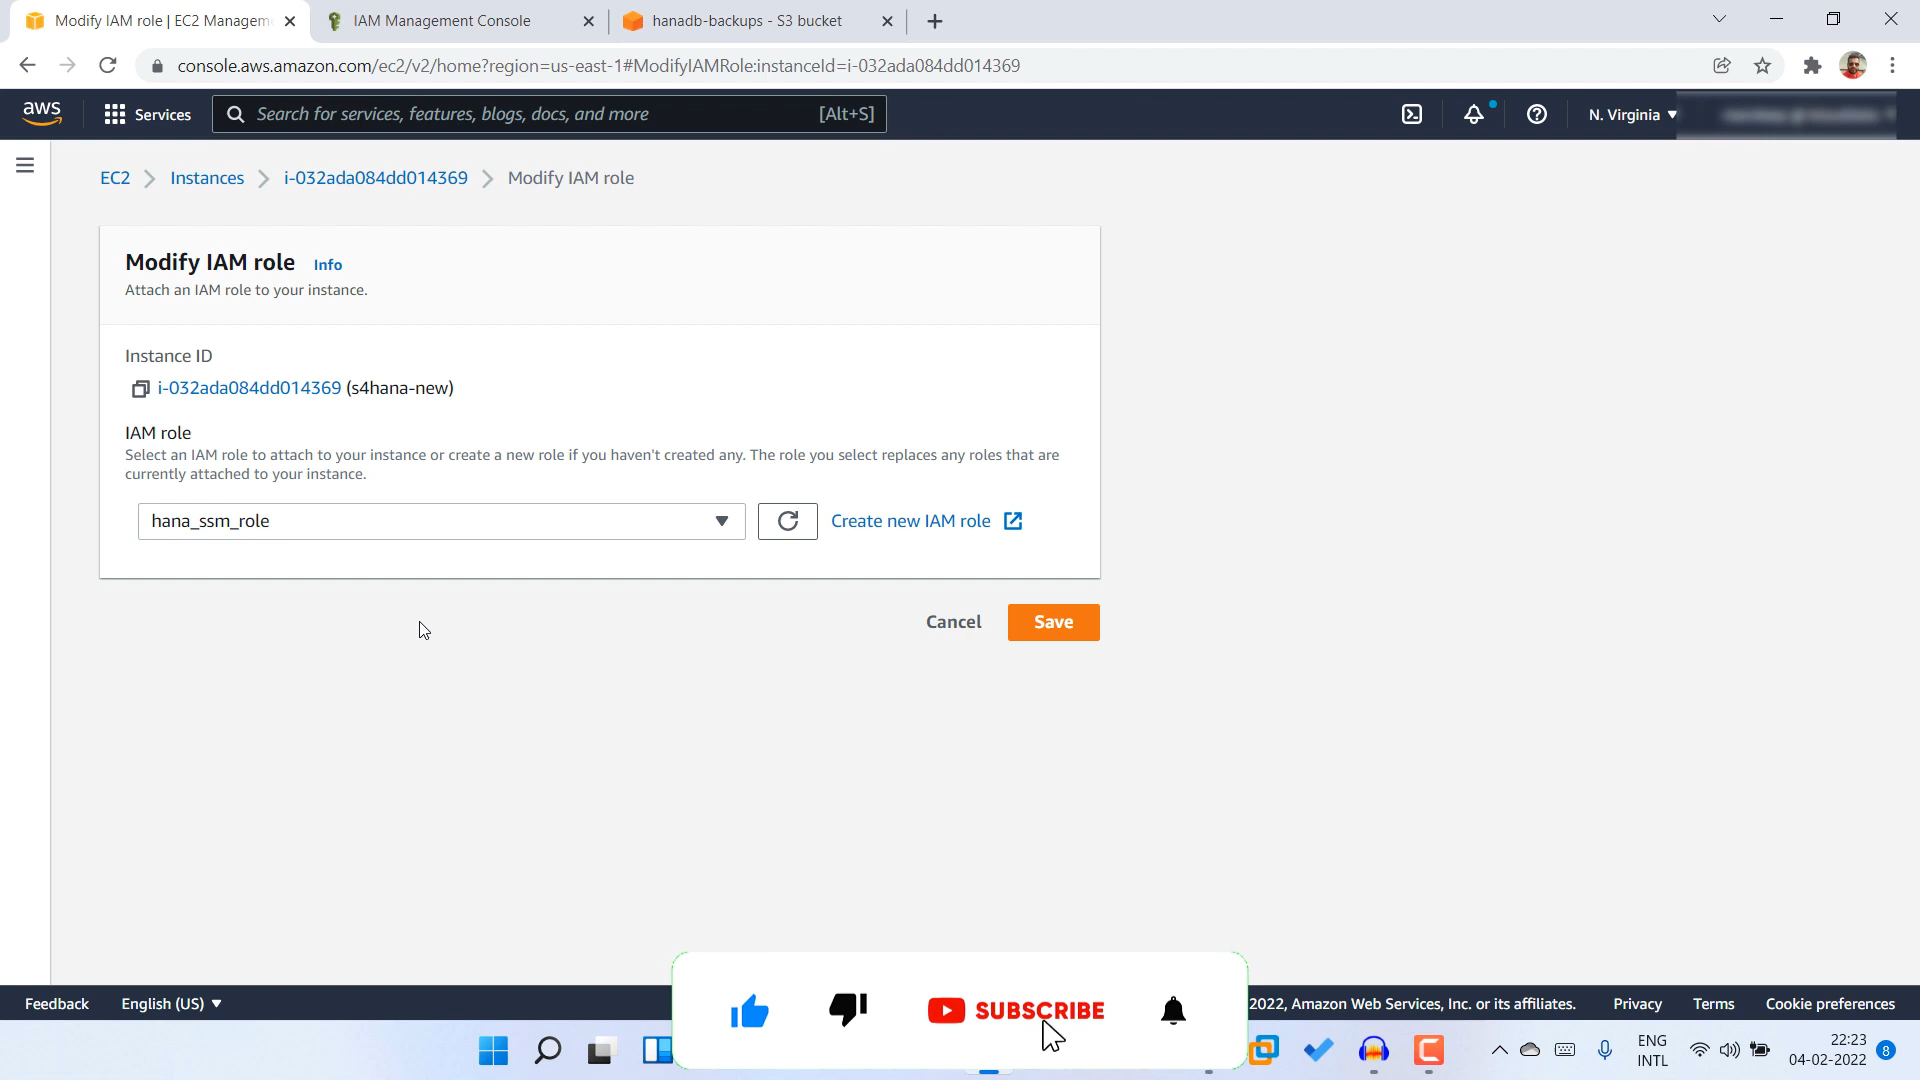 Modify IAM role | EC2 Managem
IAM Management Console
hanadb-backups - S3 bucket
console.aws.amazon.com/ec2/v2/home?region=us-east-1#ModifyIAMRole:instanceId=i-032ada084dd014369
aws
Services
Search for services, features, blogs, docs, and more
[Alt+S]
N. Virginia
EC2
Instances
i-032ada084dd014369
Modify IAM role
Modify IAM role Info
Attach an IAM role to your instance.
Instance ID
i-032ada084dd014369 (s4hana-new)
IAM role
Select an IAM role to attach to your instance or create a new role if you haven't created any. The role you select replaces any roles that are
currently attached to your instance.
hana_ssm_role
Create new IAM role
Cancel
Save
Feedback
English (US)
2022, Amazon Web Services, Inc. or its affiliates.
Privacy
Terms
Cookie preferences
SUBSCRIBE
ENG
INTL
22:23
04-02-2022
8